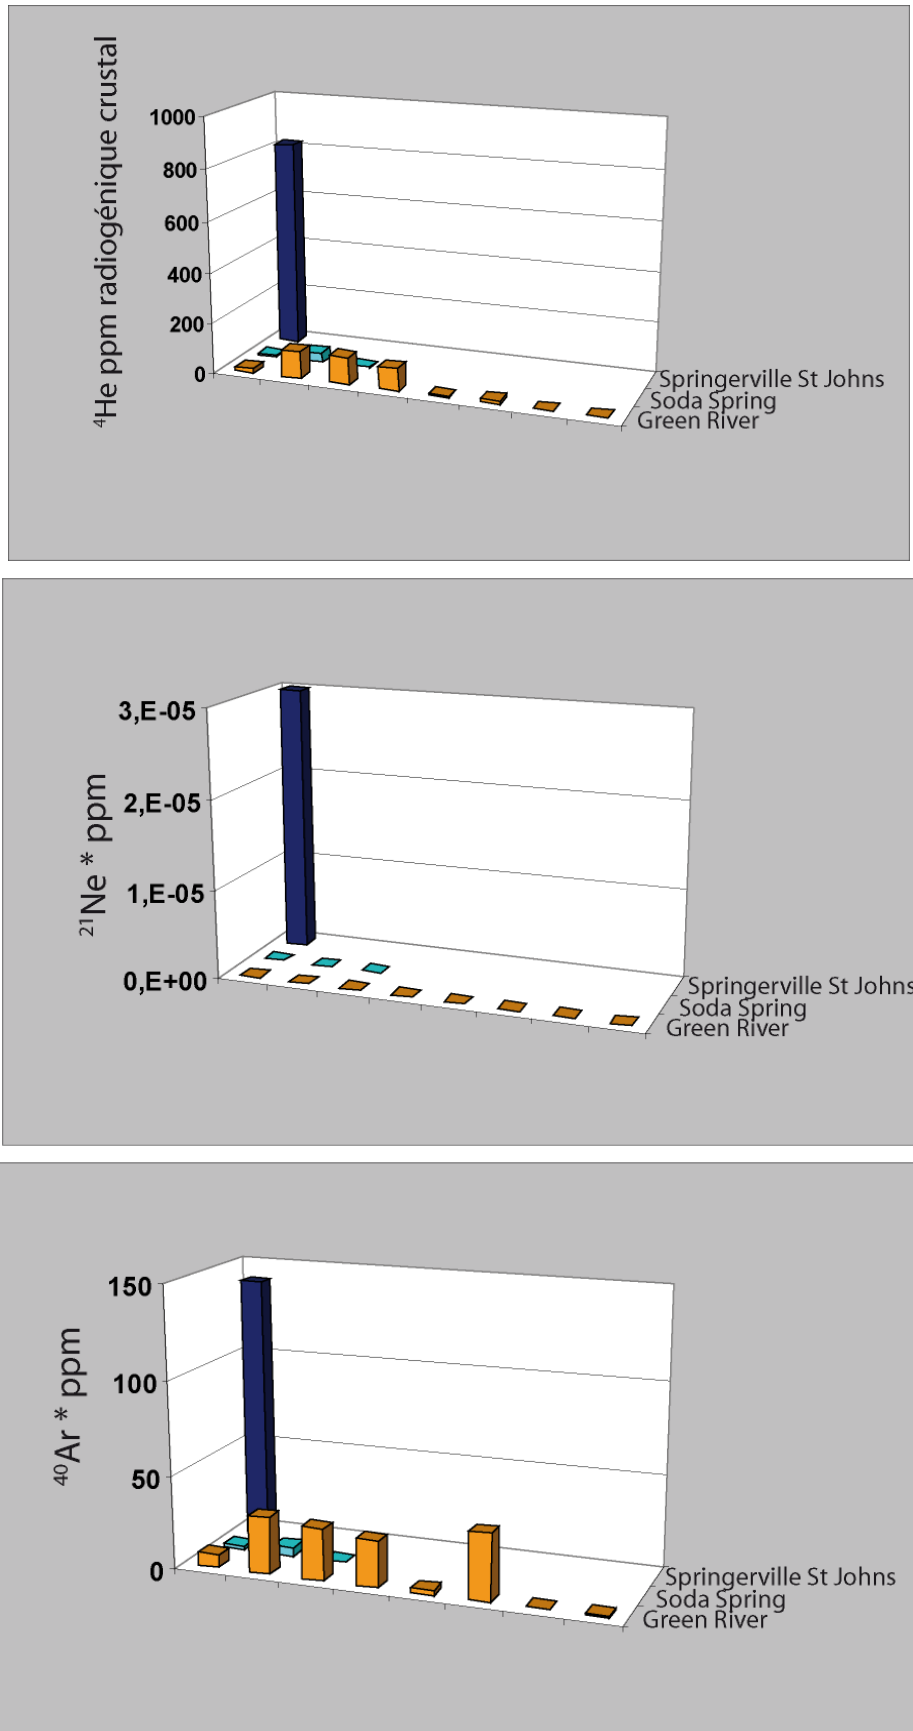 ⁴He ppm radiogénique crustal
1000
800
600
400
200
0
Springerville St Johns
Soda Spring
Green River
²¹Ne * ppm
3,E-05
2,E-05
1,E-05
0,E+00
Springerville St Johns
Soda Spring
Green River
⁴⁰Ar * ppm
150
100
50
0
Springerville St Johns
Soda Spring
Green River